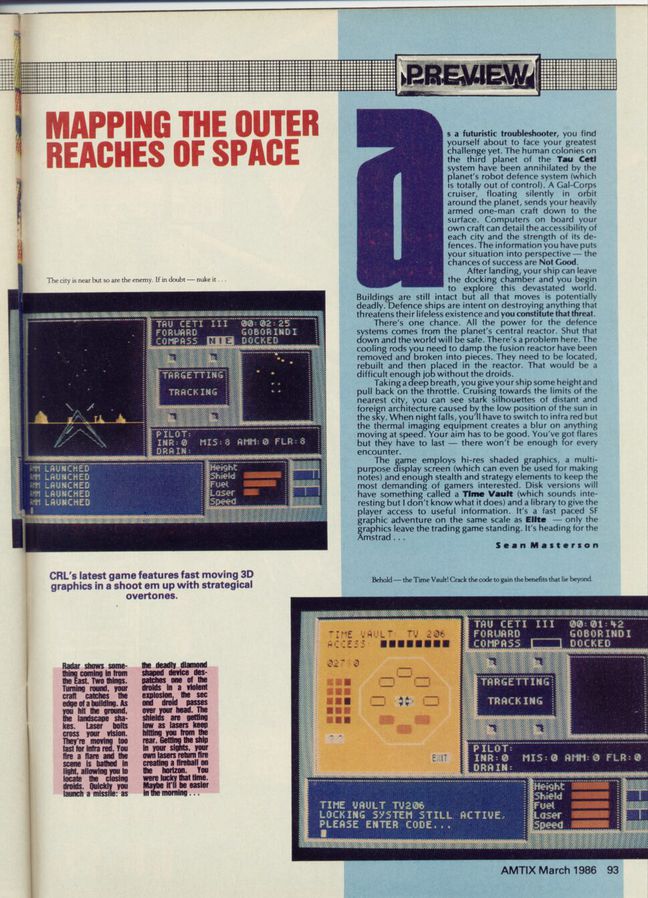 PREVIEW
MAPPING THE OUTER
REACHES OF SPACE
The city is near but so are the enemy. If in doubt — nuke it . . .
TAU CETI III 00:02:25
FORWARD GOBORINDI
COMPASS NIE DOCKED
TARGETTING
TRACKING
PILOT:
INR:0 MIS:8 AMM:0 FLR:8
DRAIN:
MM LAUNCHED
MM LAUNCHED
MM LAUNCHED
MM LAUNCHED
Height
Shield
Fuel
Laser
Speed
CRL's latest game features fast moving 3D
graphics in a shoot em up with strategical
overtones.
Radar shows some-
thing coming in from
the East. Two things.
Turning round, your
craft catches the
edge of a building. As
you hit the ground,
the landscape sha-
kes. Laser bolts
cross your vision.
They're moving too
fast for infra red. You
fire a flare and the
scene is bathed in
light, allowing you to
locate the closing
droids. Quickly you
launch a missile: as
the deadly diamond
shaped device des-
patches one of the
droids in a violent
explosion, the sec
ond droid passes
over your head. The
shields are getting
low as lasers keep
hitting you from the
rear. Getting the ship
in your sights, your
own lasers return fire
creating a fireball on
the horizon. You
were lucky that time.
Maybe it'll be easier
in the morning . . .
as a futuristic troubleshooter, you find
yourself about to face your greatest
challenge yet. The human colonies on
the third planet of the Tau Ceti
system have been annihilated by the
planet's robot defence system (which
is totally out of control). A Gal-Corps
cruiser, floating silently in orbit
around the planet, sends your heavily
armed one-man craft down to the
surface. Computers on board your
own craft can detail the accessibility of
each city and the strength of its de-
fences. The information you have puts
your situation into perspective — the
chances of success are Not Good.
After landing, your ship can leave
the docking chamber and you begin
to explore this devastated world.
Buildings are still intact but all that moves is potentially
deadly. Defence ships are intent on destroying anything that
threatens their lifeless existence and you constitute that threat.
There's one chance. All the power for the defence
systems comes from the planet's central reactor. Shut that
down and the world will be safe. There's a problem here. The
cooling rods you need to damp the fusion reactor have been
removed and broken into pieces. They need to be located,
rebuilt and then placed in the reactor. That would be a
difficult enough job without the droids.
Taking a deep breath, you give your ship some height and
pull back on the throttle. Cruising towards the limits of the
nearest city, you can see stark silhouettes of distant and
foreign architecture caused by the low position of the sun in
the sky. When night falls, you'll have to switch to infra red but
the thermal imaging equipment creates a blur on anything
moving at speed. Your aim has to be good. You've got flares
but they have to last — there won't be enough for every
encounter.
The game employs hi-res shaded graphics, a multi-
purpose display screen (which can even be used for making
notes) and enough stealth and strategy elements to keep the
most demanding of gamers interested. Disk versions will
have something called a Time Vault (which sounds inte-
resting but I don't know what it does) and a library to give the
player access to useful information. It's a fast paced SF
graphic adventure on the same scale as Elite — only the
graphics leave the trading game standing. It's heading for the
Amstrad . . .
Sean Masterson
Behold — the Time Vault! Crack the code to gain the benefits that lie beyond.
TIME VAULT: TV 206
ACCESS:
EXIT
TAU CETI III 00:01:42
FORWARD GOBORINDI
COMPASS DOCKED
TARGETTING
TRACKING
PILOT:
INR:0 MIS:0 AMM:0 FLR:0
DRAIN:
TIME VAULT TV206
LOCKING SYSTEM STILL ACTIVE.
PLEASE ENTER CODE...
Height
Shield
Fuel
Laser
Speed
AMTIX March 1986 93